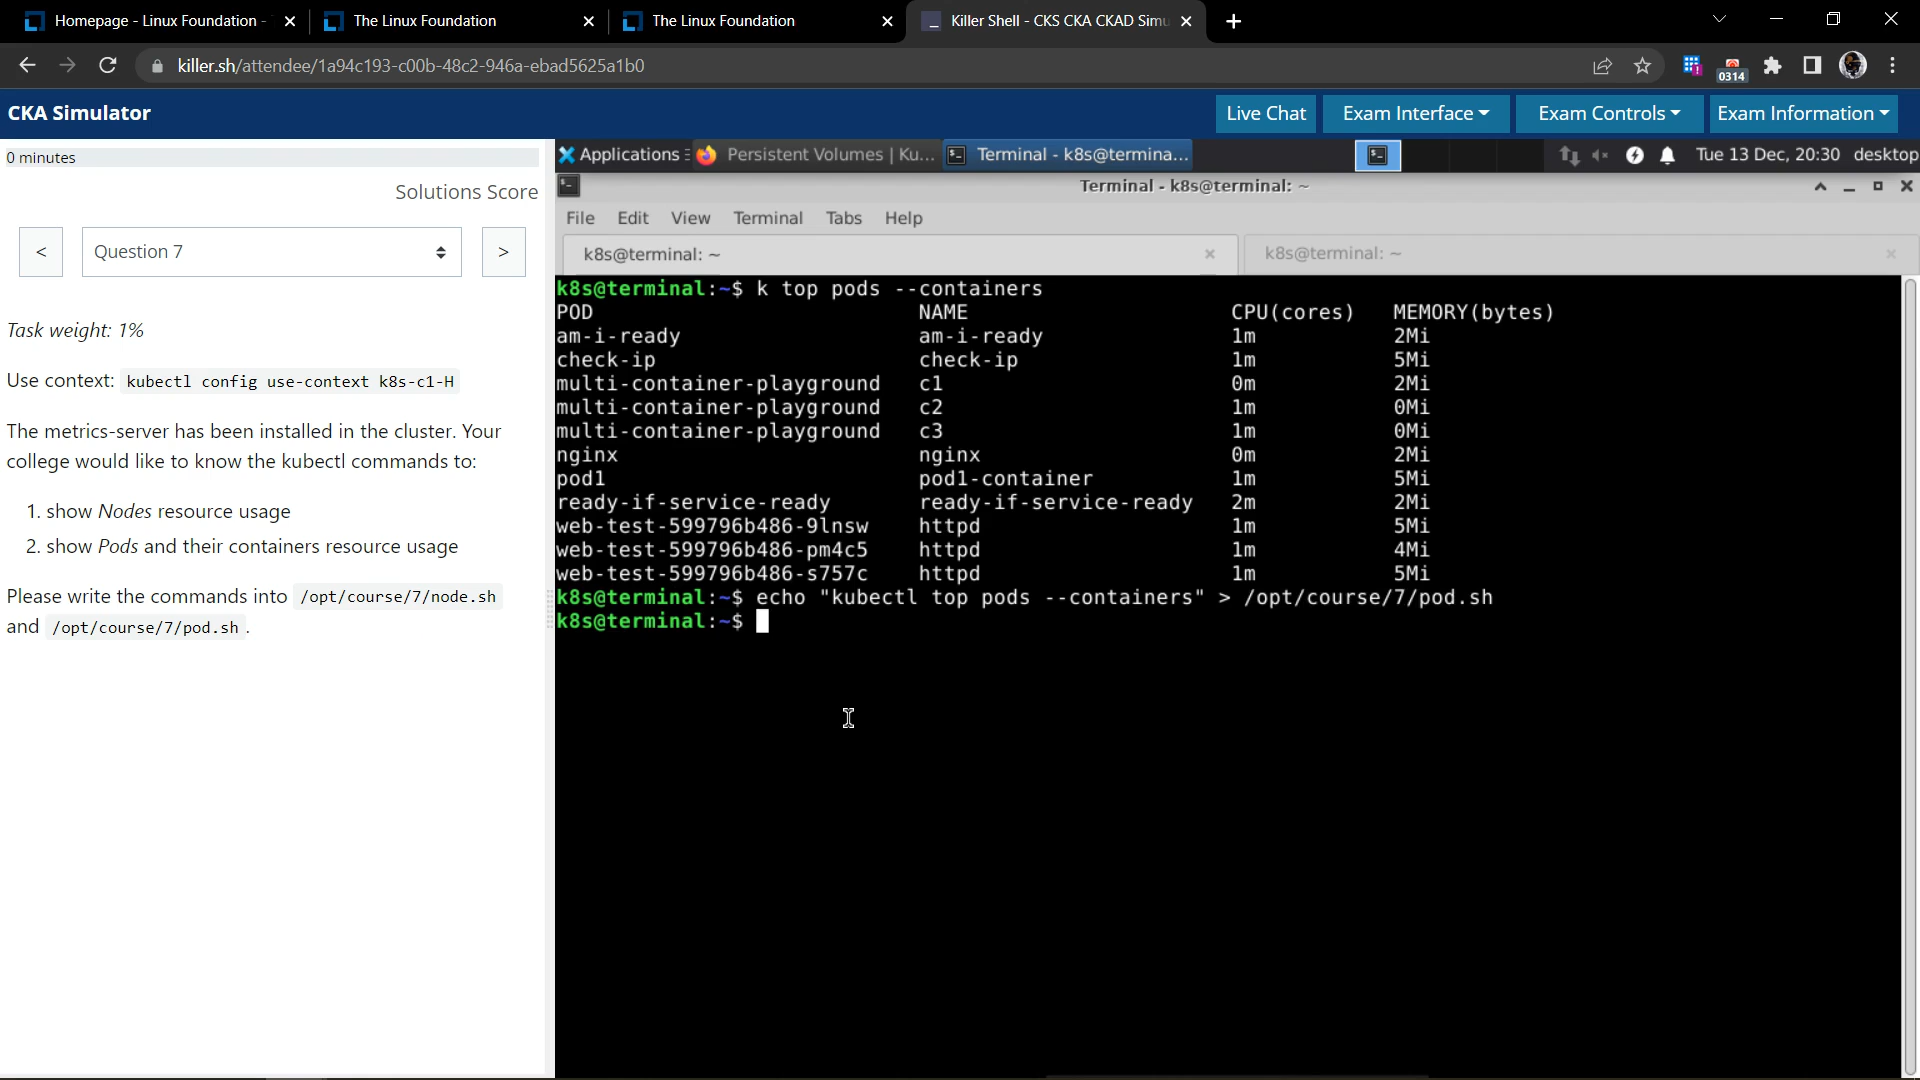 Homepage - Linux Foundation -
The Linux Foundation
The Linux Foundation
Killer Shell - CKS CKA CKAD Simu
killer.sh/attendee/1a94c193-c00b-48c2-946a-ebad5625a1b0
0314
CKA Simulator
Live Chat
Exam Interface
Exam Controls
Exam Information
0 minutes
Solutions Score
<
Question 7
>
Task weight: 1%
Use context: kubectl config use-context k8s-c1-H
The metrics-server has been installed in the cluster. Your
college would like to know the kubectl commands to:
1. show Nodes resource usage
2. show Pods and their containers resource usage
Please write the commands into /opt/course/7/node.sh
and /opt/course/7/pod.sh .
Applications
Persistent Volumes | Ku...
Terminal - k8s@termina...
Tue 13 Dec, 20:30 desktop
Terminal - k8s@terminal: ~
File Edit View Terminal Tabs Help
k8s@terminal: ~
k8s@terminal: ~
k8s@terminal:~$ k top pods --containers
POD NAME CPU(cores) MEMORY(bytes)
am-i-ready am-i-ready 1m 2Mi
check-ip check-ip 1m 5Mi
multi-container-playground c1 0m 2Mi
multi-container-playground c2 1m 0Mi
multi-container-playground c3 1m 0Mi
nginx nginx 0m 2Mi
pod1 pod1-container 1m 5Mi
ready-if-service-ready ready-if-service-ready 2m 2Mi
web-test-599796b486-9lnsw httpd 1m 5Mi
web-test-599796b486-pm4c5 httpd 1m 4Mi
web-test-599796b486-s757c httpd 1m 5Mi
k8s@terminal:~$ echo "kubectl top pods --containers" > /opt/course/7/pod.sh
k8s@terminal:~$